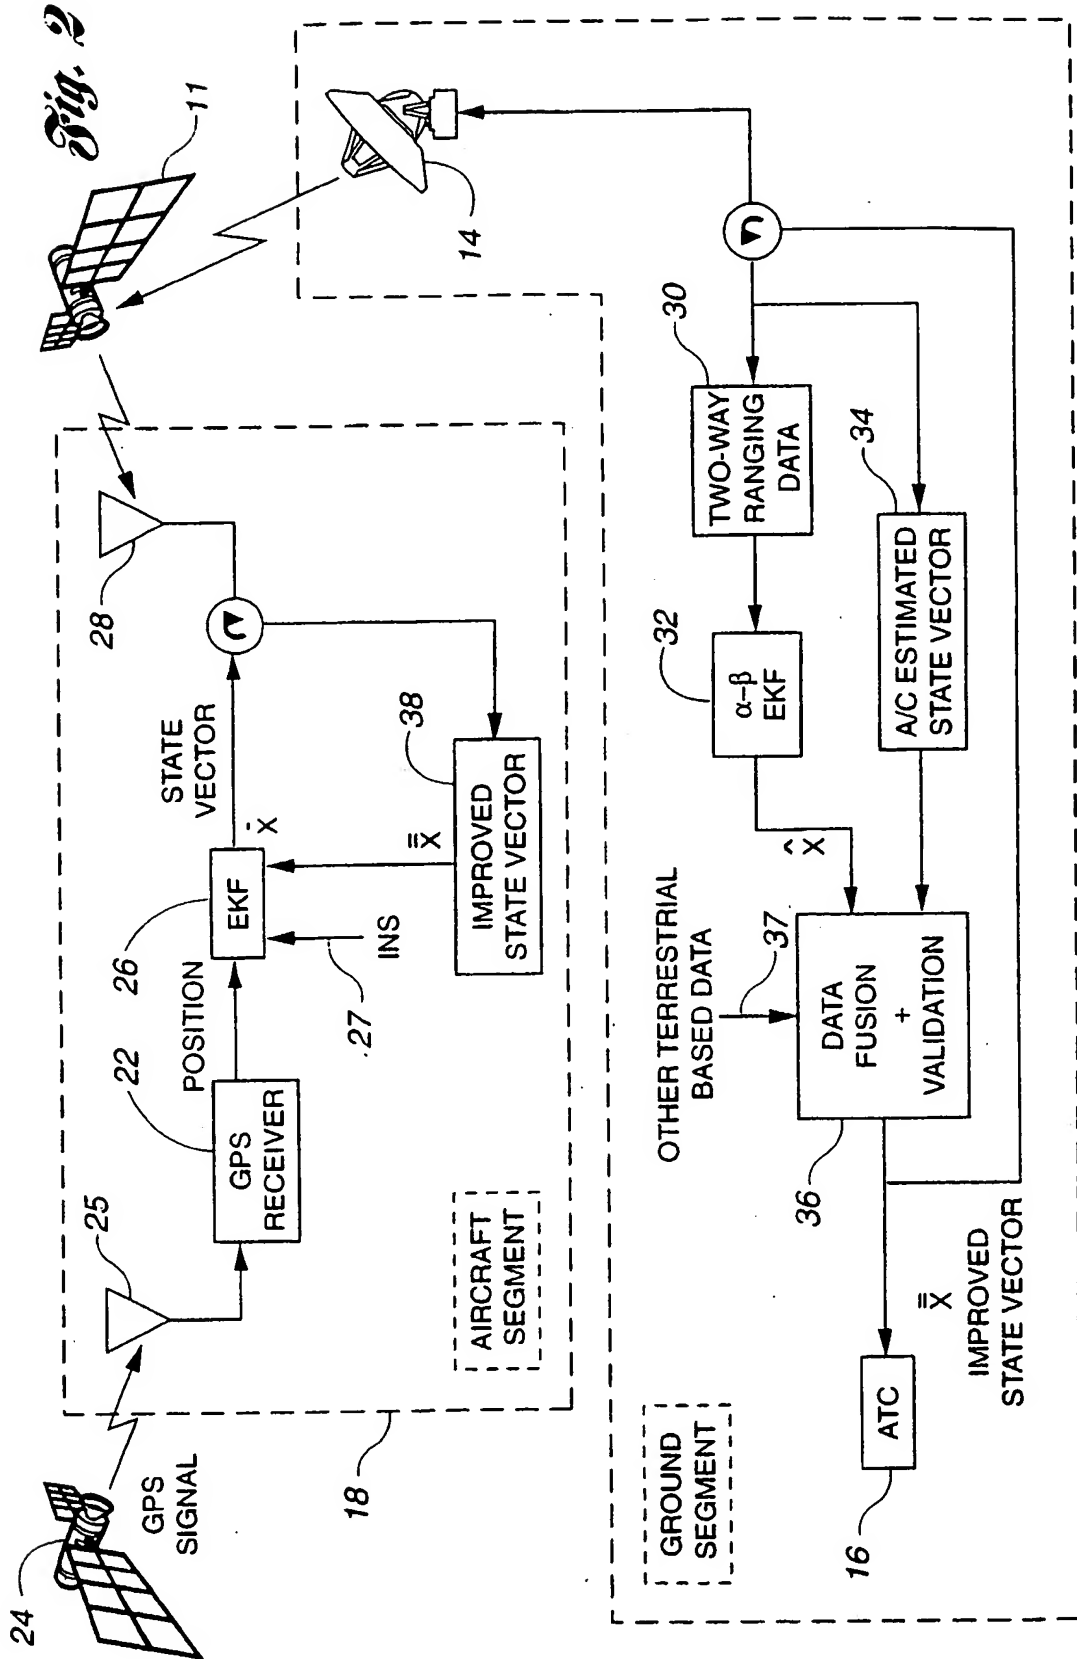 Fig. 2
24
GPS
SIGNAL
11
18
25
22
GPS
RECEIVER
POSITION
26
EKF
27
INS
x̄
STATE
VECTOR
28
38
IMPROVED
STATE VECTOR
x̿
AIRCRAFT
SEGMENT
14
GROUND
SEGMENT
30
TWO-WAY
RANGING
DATA
32
α-β
EKF
x̂
34
A/C ESTIMATED
STATE VECTOR
OTHER TERRESTRIAL
BASED DATA
37
DATA
FUSION
+
VALIDATION
36
x̿
IMPROVED
STATE VECTOR
ATC
16